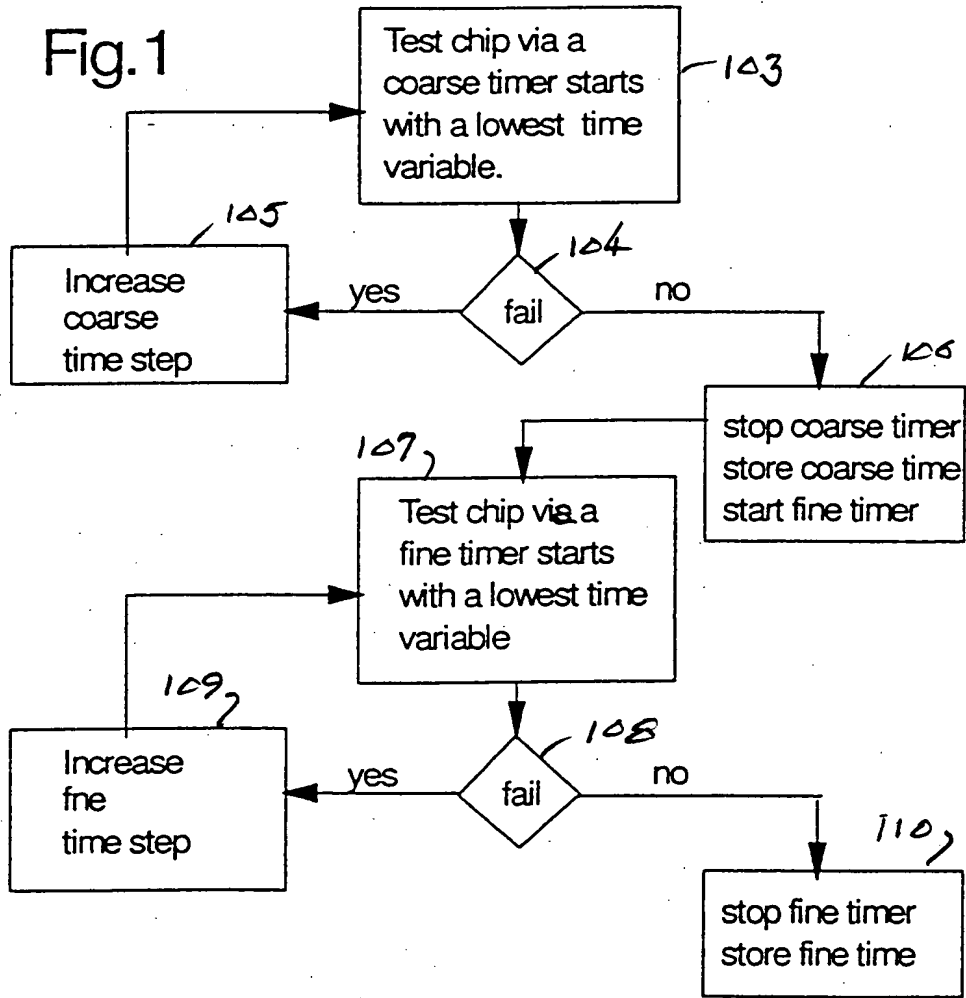 Fig.1
Test chip via a
coarse timer starts
with a lowest time
variable.
103
105
104
Increase
coarse
time step
yes
fail
no
106
stop coarse timer
store coarse time
start fine timer
107
Test chip via a
fine timer starts
with a lowest time
variable
109
108
Increase
fne
time step
yes
fail
no
110
stop fine timer
store fine time